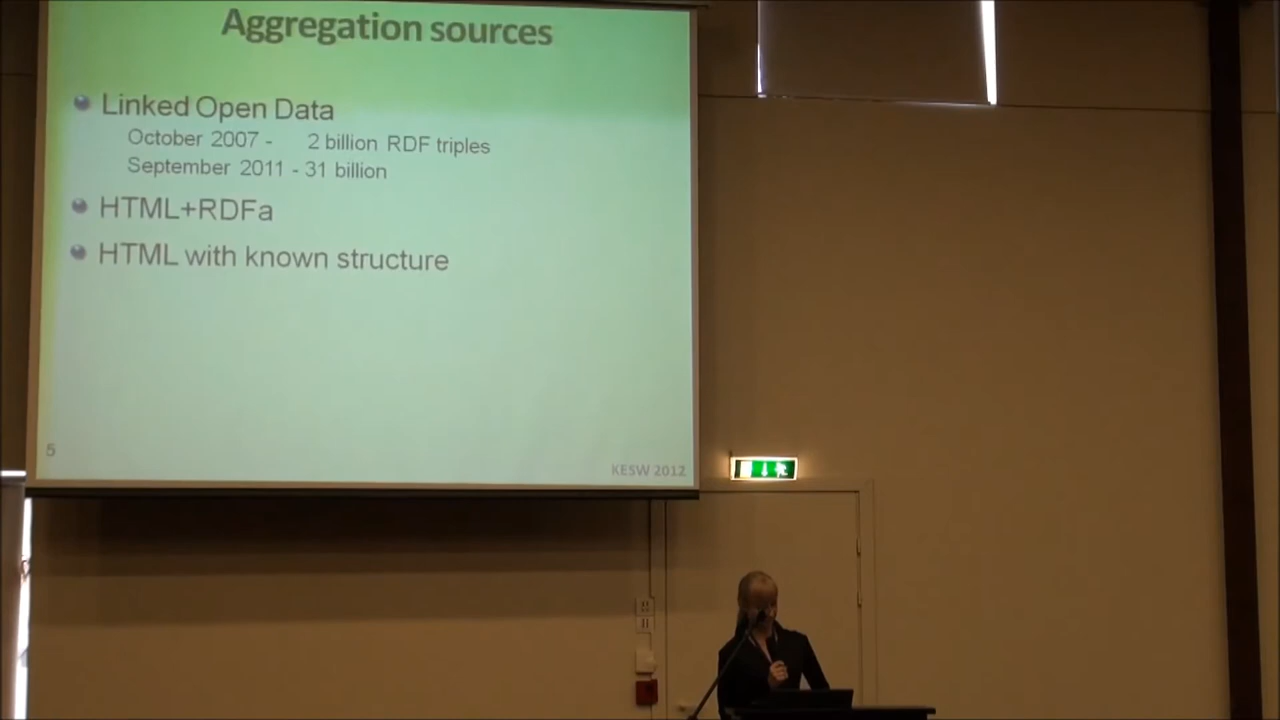 Aggregation sources
Linked Open Data
October 2007 - 2 billion RDF triples
September 2011 - 31 billion
HTML+RDFa
HTML with known structure
5
KESW 2012